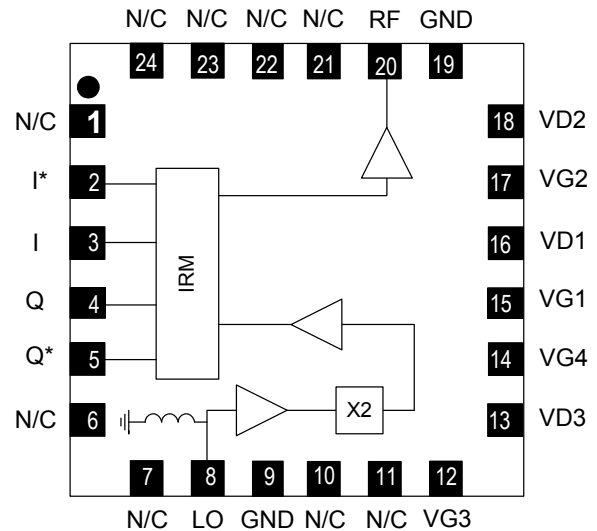 N/C N/C N/C N/C RF GND
24 23 22 21 20 19
N/C 1 18 VD2
I* 2 17 VG2
I 3 IRM 16 VD1
Q 4 15 VG1
Q* 5 14 VG4
N/C 6 X2 13 VD3
7 8 9 10 11 12
N/C LO GND N/C N/C VG3